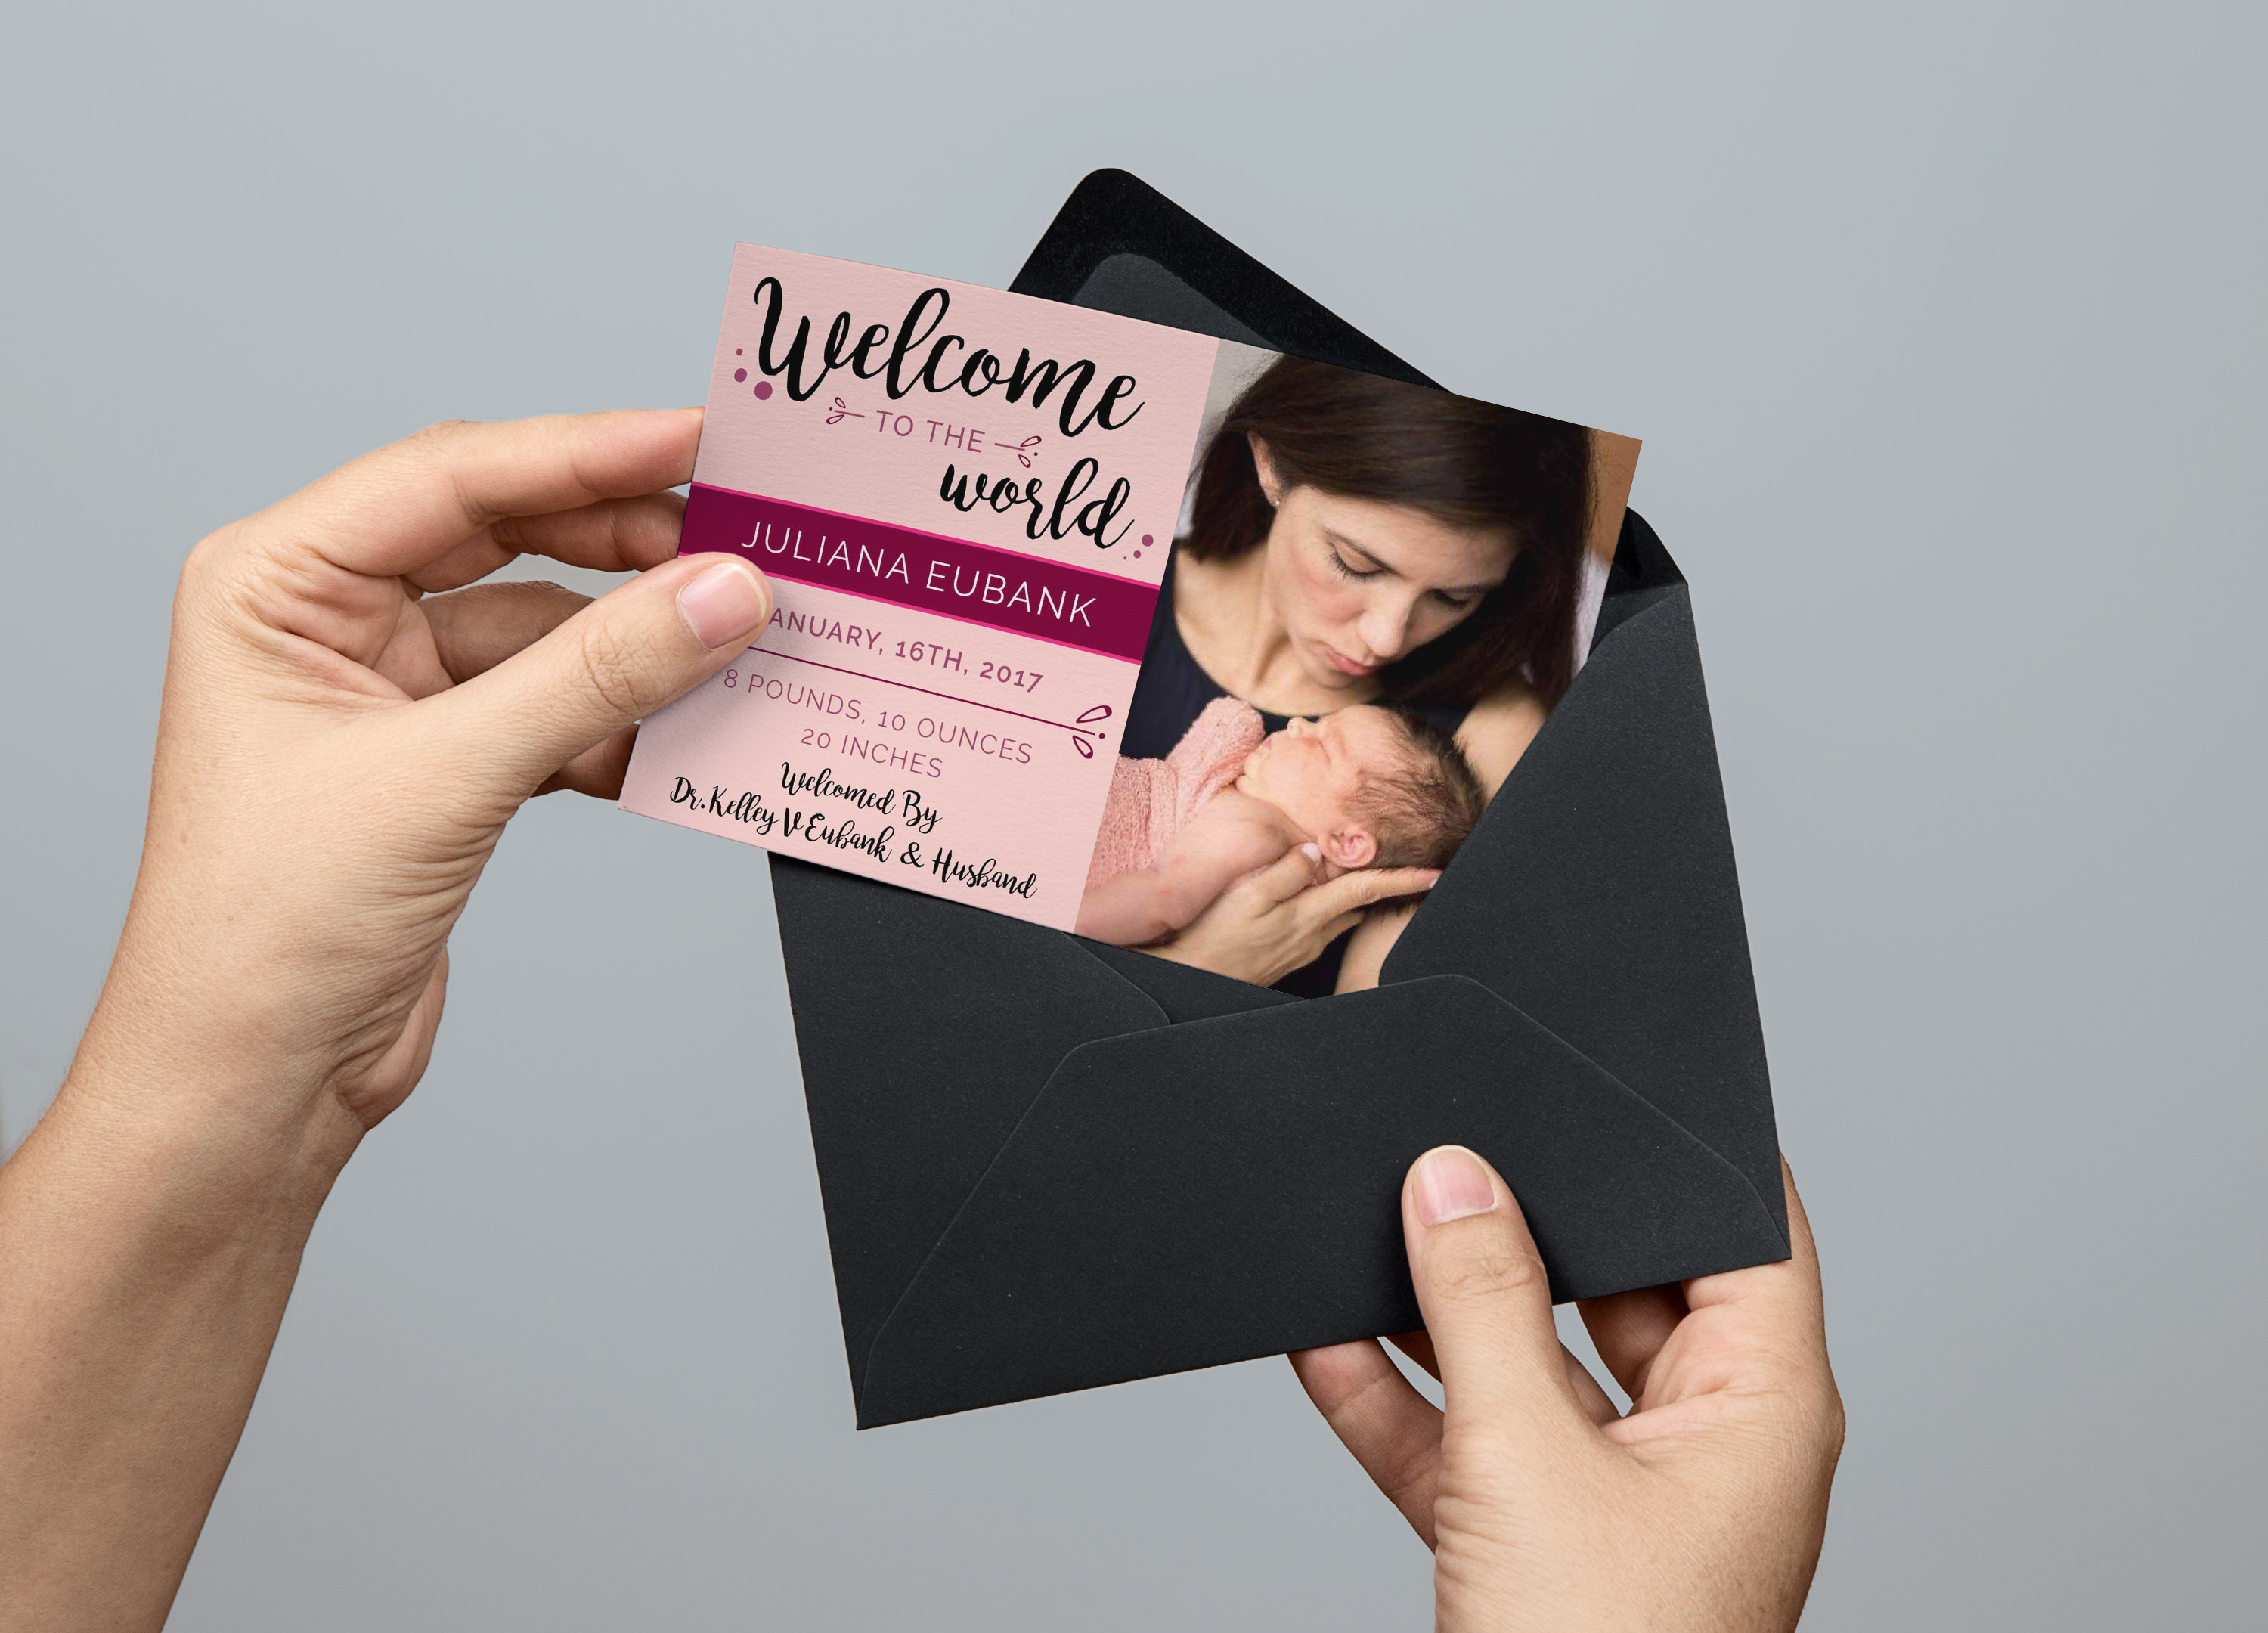 Welcome
TO THE
world
JULIANA EUBANK
ANUARY, 16TH, 2017
8 POUNDS, 10 OUNCES
20 INCHES
Welcomed By
Dr. Kelley V Eubank & Husband